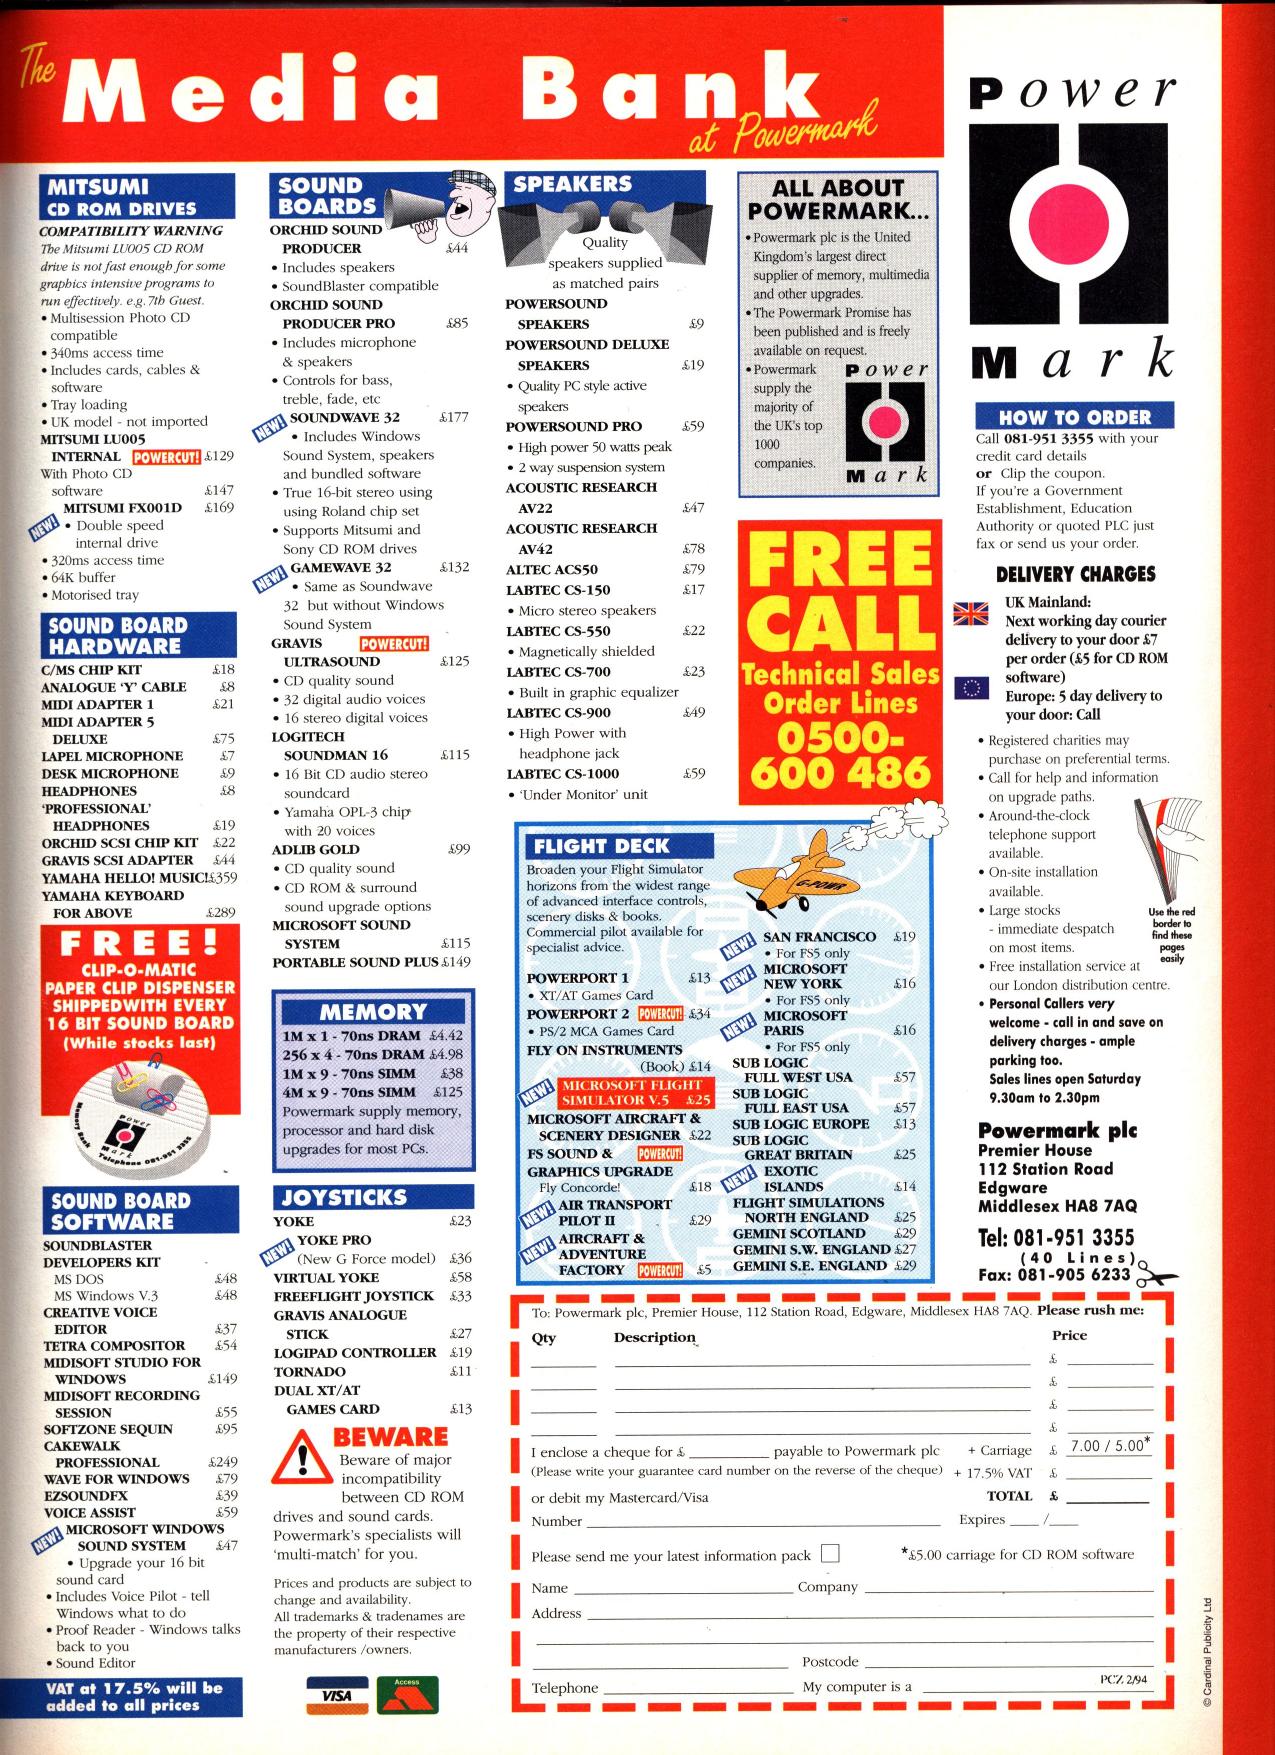 The Media Bank
at Powermark
MITSUMI
CD ROM DRIVES
COMPATIBILITY WARNING
The Mitsumi LU005 CD ROM
drive is not fast enough for some
graphics intensive programs to
run effectively. e.g. 7th Guest.
• Multisession Photo CD
compatible
• 340ms access time
• Includes cards, cables &
software
• Tray loading
• UK model - not imported
MITSUMI LU005
INTERNAL POWERCUT! £129
With Photo CD
software £147
MITSUMI FX001D £169
NEW! • Double speed
internal drive
• 320ms access time
• 64K buffer
• Motorised tray
SOUND BOARD
HARDWARE
C/MS CHIP KIT £18
ANALOGUE 'Y' CABLE £8
MIDI ADAPTER 1 £21
MIDI ADAPTER 5
DELUXE £75
LAPEL MICROPHONE £7
DESK MICROPHONE £9
HEADPHONES £8
'PROFESSIONAL'
HEADPHONES £19
ORCHID SCSI CHIP KIT £22
GRAVIS SCSI ADAPTER £44
YAMAHA HELLO! MUSIC! £359
YAMAHA KEYBOARD
FOR ABOVE £289
FREE!
CLIP-O-MATIC
PAPER CLIP DISPENSER
SHIPPEDWITH EVERY
16 BIT SOUND BOARD
(While stocks last)
Power
Mark
Memory Bank
Telephone 081-951 3355
SOUND BOARD
SOFTWARE
SOUNDBLASTER
DEVELOPERS KIT
MS DOS £48
MS Windows V.3 £48
CREATIVE VOICE
EDITOR £37
TETRA COMPOSITOR £54
MIDISOFT STUDIO FOR
WINDOWS £149
MIDISOFT RECORDING
SESSION £55
SOFTZONE SEQUIN £95
CAKEWALK
PROFESSIONAL £249
WAVE FOR WINDOWS £79
EZSOUNDFX £39
VOICE ASSIST £59
NEW! MICROSOFT WINDOWS
SOUND SYSTEM £47
• Upgrade your 16 bit
sound card
• Includes Voice Pilot - tell
Windows what to do
• Proof Reader - Windows talks
back to you
• Sound Editor
VAT at 17.5% will be
added to all prices
SOUND
BOARDS
ORCHID SOUND
PRODUCER £44
• Includes speakers
• SoundBlaster compatible
ORCHID SOUND
PRODUCER PRO £85
• Includes microphone
& speakers
• Controls for bass,
treble, fade, etc
NEW! SOUNDWAVE 32 £177
• Includes Windows
Sound System, speakers
and bundled software
• True 16-bit stereo using
using Roland chip set
• Supports Mitsumi and
Sony CD ROM drives
NEW! GAMEWAVE 32 £132
• Same as Soundwave
32 but without Windows
Sound System
GRAVIS POWERCUT!
ULTRASOUND £125
• CD quality sound
• 32 digital audio voices
• 16 stereo digital voices
LOGITECH
SOUNDMAN 16 £115
• 16 Bit CD audio stereo
soundcard
• Yamaha OPL-3 chip
with 20 voices
ADLIB GOLD £99
• CD quality sound
• CD ROM & surround
sound upgrade options
MICROSOFT SOUND
SYSTEM £115
PORTABLE SOUND PLUS £149
MEMORY
1M x 1 - 70ns DRAM £4.42
256 x 4 - 70ns DRAM £4.98
1M x 9 - 70ns SIMM £38
4M x 9 - 70ns SIMM £125
Powermark supply memory,
processor and hard disk
upgrades for most PCs.
JOYSTICKS
YOKE £23
NEW! YOKE PRO
(New G Force model) £36
VIRTUAL YOKE £58
FREEFLIGHT JOYSTICK £33
GRAVIS ANALOGUE
STICK £27
LOGIPAD CONTROLLER £19
TORNADO £11
DUAL XT/AT
GAMES CARD £13
BEWARE
Beware of major
incompatibility
between CD ROM
drives and sound cards.
Powermark's specialists will
'multi-match' for you.
Prices and products are subject to
change and availability.
All trademarks & tradenames are
the property of their respective
manufacturers /owners.
VISA
Access
SPEAKERS
Quality
speakers supplied
as matched pairs
POWERSOUND
SPEAKERS £9
POWERSOUND DELUXE
SPEAKERS £19
• Quality PC style active
speakers
POWERSOUND PRO £59
• High power 50 watts peak
• 2 way suspension system
ACOUSTIC RESEARCH
AV22 £47
ACOUSTIC RESEARCH
AV42 £78
ALTEC ACS50 £79
LABTEC CS-150 £17
• Micro stereo speakers
LABTEC CS-550 £22
• Magnetically shielded
LABTEC CS-700 £23
• Built in graphic equalizer
LABTEC CS-900 £49
• High Power with
headphone jack
LABTEC CS-1000 £59
• 'Under Monitor' unit
ALL ABOUT
POWERMARK...
• Powermark plc is the United
Kingdom's largest direct
supplier of memory, multimedia
and other upgrades.
• The Powermark Promise has
been published and is freely
available on request.
• Powermark
supply the
majority of
the UK's top
1000
companies.
Power
Mark
FREE
CALL
Technical Sales
Order Lines
0500-
600 486
FLIGHT DECK
Broaden your Flight Simulator
horizons from the widest range
of advanced interface controls,
scenery disks & books.
Commercial pilot available for
specialist advice.
G-POWR
POWERPORT 1 £13
• XT/AT Games Card
POWERPORT 2 POWERCUT! £34
• PS/2 MCA Games Card
FLY ON INSTRUMENTS
(Book) £14
NEW! MICROSOFT FLIGHT
SIMULATOR V.5 £25
MICROSOFT AIRCRAFT &
SCENERY DESIGNER £22
FS SOUND & POWERCUT!
GRAPHICS UPGRADE
Fly Concorde! £18
NEW! AIR TRANSPORT
PILOT II £29
NEW! AIRCRAFT &
ADVENTURE
FACTORY POWERCUT! £5
NEW! SAN FRANCISCO £19
• For FS5 only
NEW! MICROSOFT
NEW YORK £16
• For FS5 only
NEW! MICROSOFT
PARIS £16
• For FS5 only
SUB LOGIC
FULL WEST USA £57
SUB LOGIC
FULL EAST USA £57
SUB LOGIC EUROPE £13
SUB LOGIC
GREAT BRITAIN £25
NEW! EXOTIC
ISLANDS £14
FLIGHT SIMULATIONS
NORTH ENGLAND £25
GEMINI SCOTLAND £29
GEMINI S.W. ENGLAND £27
GEMINI S.E. ENGLAND £29
Power
Mark
HOW TO ORDER
Call 081-951 3355 with your
credit card details
or Clip the coupon.
If you're a Government
Establishment, Education
Authority or quoted PLC just
fax or send us your order.
DELIVERY CHARGES
UK Mainland:
Next working day courier
delivery to your door £7
per order (£5 for CD ROM
software)
Europe: 5 day delivery to
your door: Call
• Registered charities may
purchase on preferential terms.
• Call for help and information
on upgrade paths.
• Around-the-clock
telephone support
available.
• On-site installation
available.
• Large stocks
- immediate despatch
on most items.
• Free installation service at
our London distribution centre.
• Personal Callers very
welcome - call in and save on
delivery charges - ample
parking too.
Sales lines open Saturday
9.30am to 2.30pm
Use the red
border to
find these
pages
easily
Powermark plc
Premier House
112 Station Road
Edgware
Middlesex HA8 7AQ
Tel: 081-951 3355
(40 Lines)
Fax: 081-905 6233
To: Powermark plc, Premier House, 112 Station Road, Edgware, Middlesex HA8 7AQ. Please rush me:
Qty Description Price
£
£
£
£
I enclose a cheque for £ payable to Powermark plc + Carriage £ 7.00 / 5.00*
(Please write your guarantee card number on the reverse of the cheque) + 17.5% VAT £
or debit my Mastercard/Visa TOTAL £
Number Expires /
Please send me your latest information pack *£5.00 carriage for CD ROM software
Name Company
Address
Postcode
Telephone My computer is a PCZ 2/94
© Cardinal Publicity Ltd